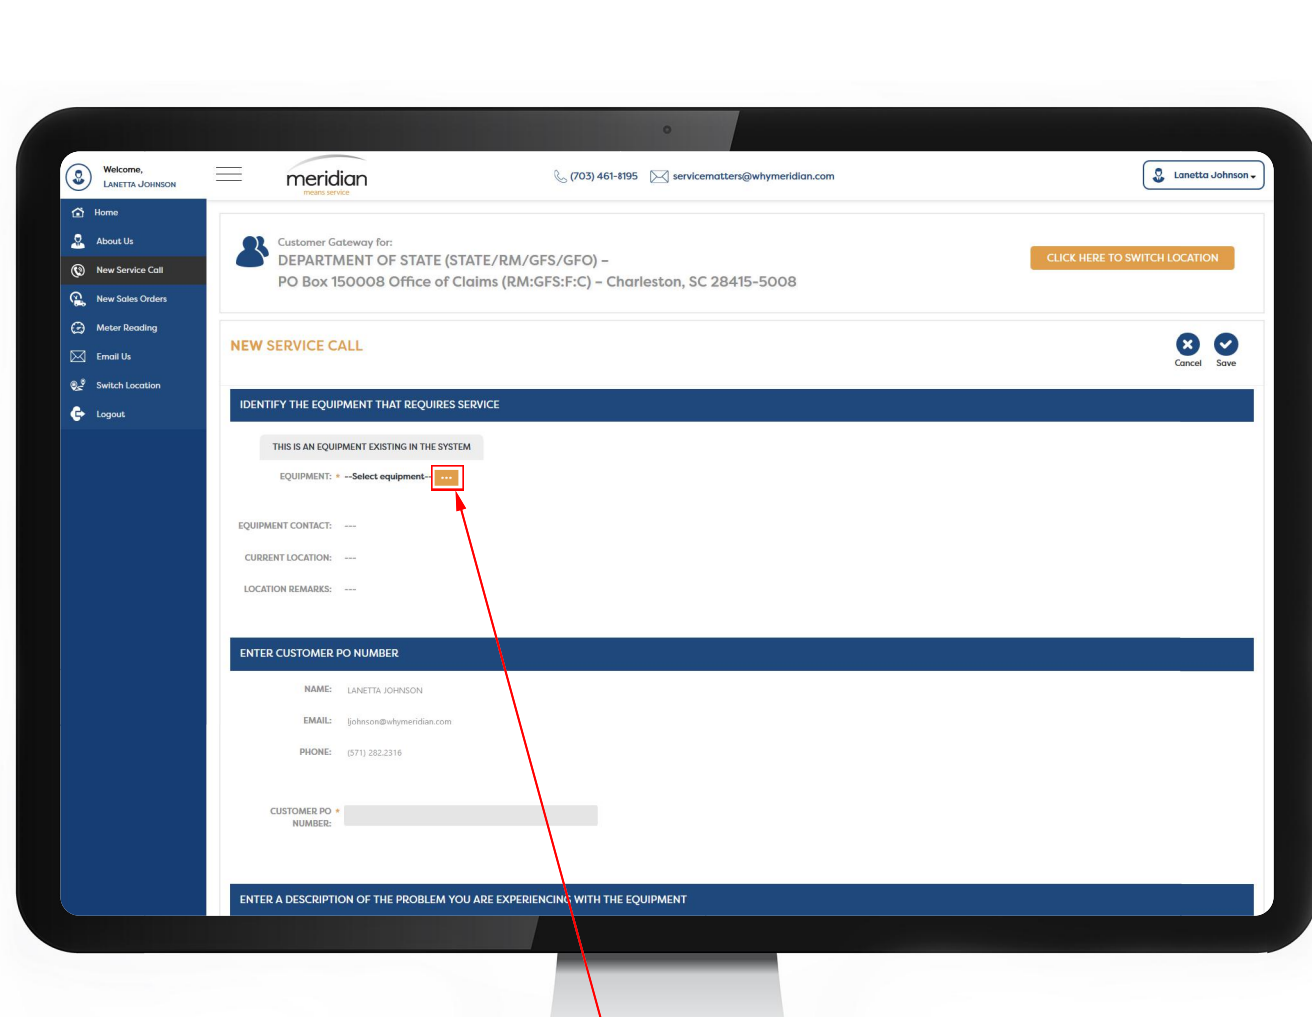 Welcome,
LANETTA JOHNSON
meridian
means service
(703) 461-8195
servicematters@whymeridian.com
Lanetta Johnson
Home
About Us
New Service Call
New Sales Orders
Meter Reading
Email Us
Switch Location
Logout
Customer Gateway for:
DEPARTMENT OF STATE (STATE/RM/GFS/GFO) –
PO Box 150008 Office of Claims (RM:GFS:F:C) – Charleston, SC 28415-5008
CLICK HERE TO SWITCH LOCATION
NEW SERVICE CALL
Cancel
Save
IDENTIFY THE EQUIPMENT THAT REQUIRES SERVICE
THIS IS AN EQUIPMENT EXISTING IN THE SYSTEM
EQUIPMENT: * --Select equipment-- ...
EQUIPMENT CONTACT: ---
CURRENT LOCATION: ---
LOCATION REMARKS: ---
ENTER CUSTOMER PO NUMBER
NAME: LANETTA JOHNSON
EMAIL: ljohnson@whymeridian.com
PHONE: (571) 282.2316
CUSTOMER PO *
NUMBER:
ENTER A DESCRIPTION OF THE PROBLEM YOU ARE EXPERIENCING WITH THE EQUIPMENT